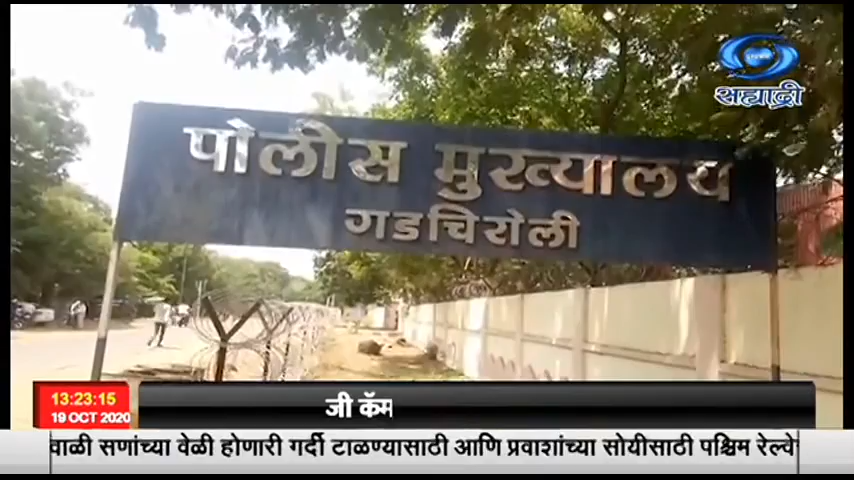 सह्याद्री
पोलीस मुख्यालय
गडचिरोली
13:23:15
19 OCT 2020
जी कॅम
वाळी सणांच्या वेळी होणारी गर्दी टाळण्यासाठी आणि प्रवाशांच्या सोयीसाठी पश्चिम रेल्वे